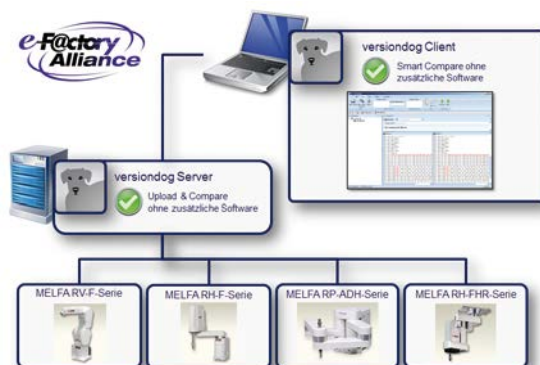 e-F@ctory
Alliance
versiondog Client
Smart Compare ohne
zusätzliche Software
versiondog Server
Upload & Compare
ohne zusätzliche Software
MELFA RV-F-Serie
MELFA RH-F-Serie
MELFA RP-ADH-Serie
MELFA RH-FHR-Serie